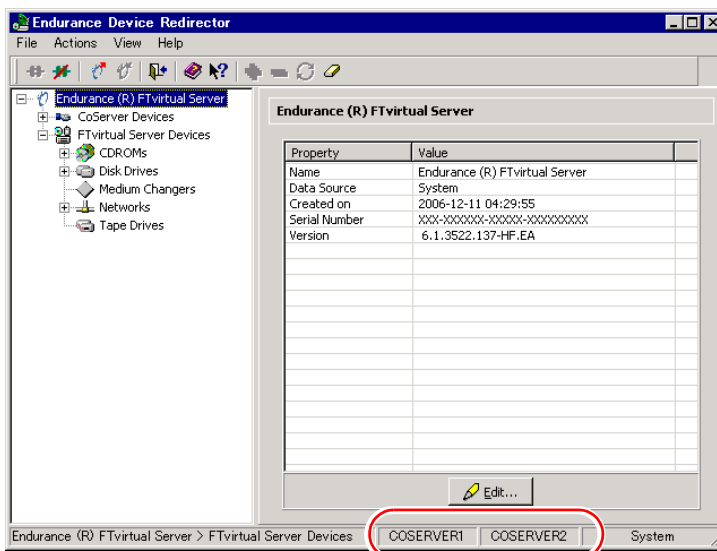 Endurance Device Redirector
File Actions View Help
Endurance (R) FTvirtual Server
CoServer Devices
FTvirtual Server Devices
CDROMs
Disk Drives
Medium Changers
Networks
Tape Drives
Endurance (R) FTvirtual Server
Property Value
Name Endurance (R) FTvirtual Server
Data Source System
Created on 2006-12-11 04:29:55
Serial Number XXX-XXXXXX-XXXXX-XXXXXXXXX
Version 6.1.3522.137-HF.EA
Edit...
Endurance (R) FTvirtual Server > FTvirtual Server Devices COSERVER1 COSERVER2 System